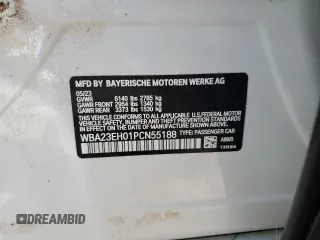 MFD BY BAYERISCHE MOTOREN WERKE AG
05/23
GVWR 6140 lbs 2785 kg
GAWR FRONT 2954 lbs 1340 kg
GAWR REAR 3373 lbs 1530 kg
THIS VEHICLE CONFORMS TO ALL APPLICABLE U.S. FEDERAL MOTOR VEHICLE SAFETY, BUMPER, AND THEFT PREVENTION STANDARDS IN EFFECT ON THE DATE OF MANUFACTURE SHOWN ABOVE.
WBA23EH01PCN55188 TYPE: PASSENGER CAR